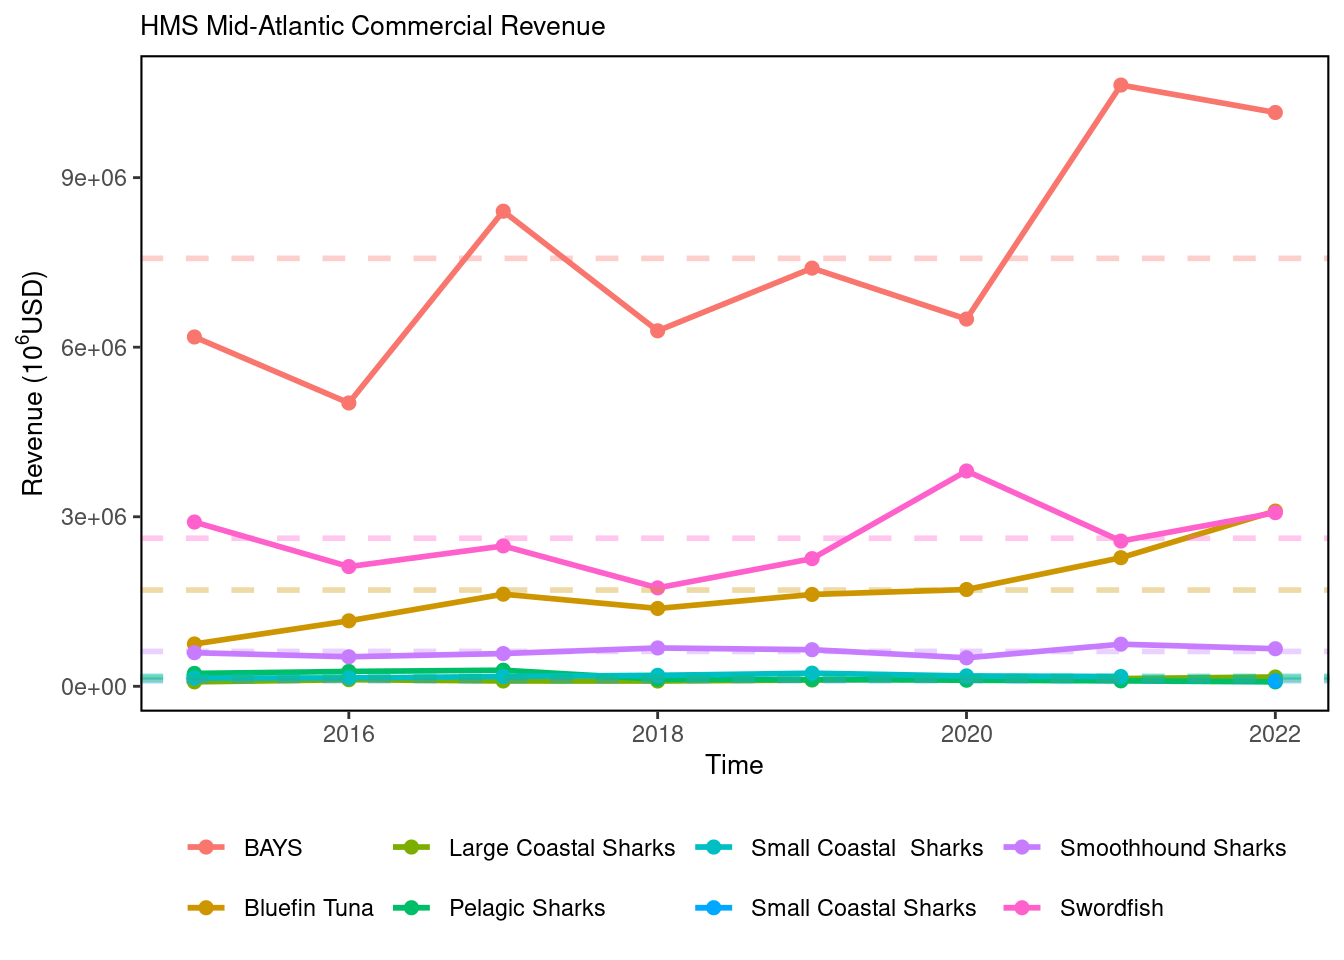 HMS Mid-Atlantic Commercial Revenue
Revenue (10⁶USD)
9e+06
6e+06
3e+06
0e+00
2016 2018 2020 2022
Time
BAYS Large Coastal Sharks Small Coastal  Sharks Smoothhound Sharks
Bluefin Tuna Pelagic Sharks Small Coastal Sharks Swordfish